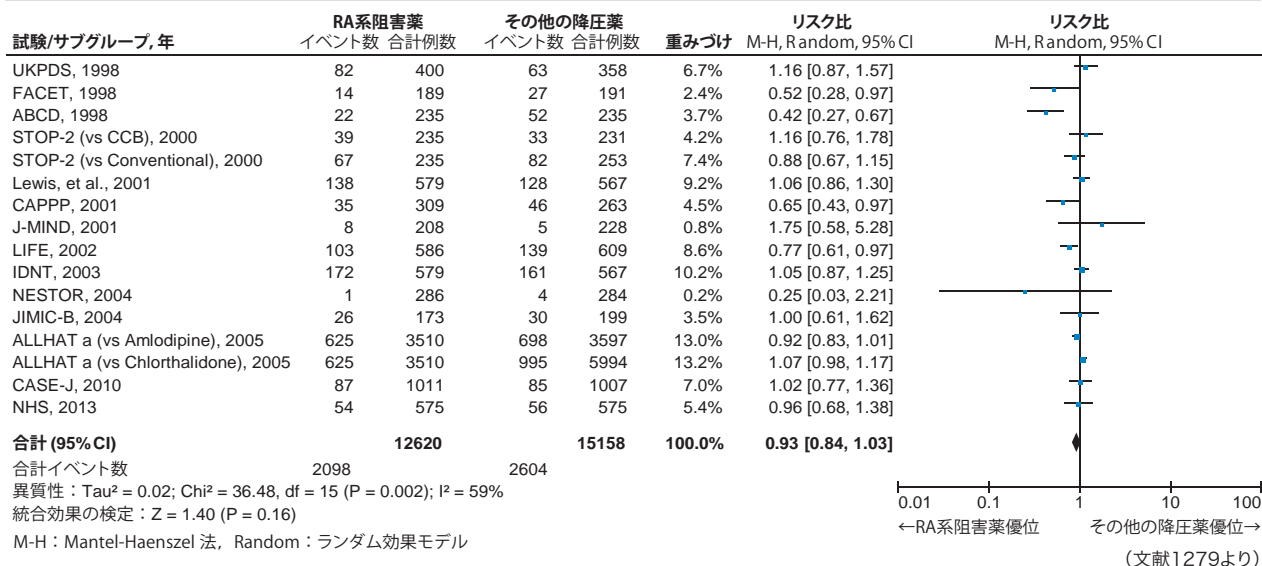 RA系阻害薬 その他の降圧薬 リスク比 リスク比
試験/サブグループ, 年 イベント数 合計例数 イベント数 合計例数 重みづけ M-H, Random, 95% CI M-H, Random, 95% CI
UKPDS, 1998 82 400 63 358 6.7% 1.16 [0.87, 1.57]
FACET, 1998 14 189 27 191 2.4% 0.52 [0.28, 0.97]
ABCD, 1998 22 235 52 235 3.7% 0.42 [0.27, 0.67]
STOP-2 (vs CCB), 2000 39 235 33 231 4.2% 1.16 [0.76, 1.78]
STOP-2 (vs Conventional), 2000 67 235 82 253 7.4% 0.88 [0.67, 1.15]
Lewis, et al., 2001 138 579 128 567 9.2% 1.06 [0.86, 1.30]
CAPPP, 2001 35 309 46 263 4.5% 0.65 [0.43, 0.97]
J-MIND, 2001 8 208 5 228 0.8% 1.75 [0.58, 5.28]
LIFE, 2002 103 586 139 609 8.6% 0.77 [0.61, 0.97]
IDNT, 2003 172 579 161 567 10.2% 1.05 [0.87, 1.25]
NESTOR, 2004 1 286 4 284 0.2% 0.25 [0.03, 2.21]
JIMIC-B, 2004 26 173 30 199 3.5% 1.00 [0.61, 1.62]
ALLHAT a (vs Amlodipine), 2005 625 3510 698 3597 13.0% 0.92 [0.83, 1.01]
ALLHAT a (vs Chlorthalidone), 2005 625 3510 995 5994 13.2% 1.07 [0.98, 1.17]
CASE-J, 2010 87 1011 85 1007 7.0% 1.02 [0.77, 1.36]
NHS, 2013 54 575 56 575 5.4% 0.96 [0.68, 1.38]
合計 (95% CI) 12620 15158 100.0% 0.93 [0.84, 1.03]
合計イベント数 2098 2604
異質性：Tau² = 0.02; Chi² = 36.48, df = 15 (P = 0.002); I² = 59%
統合効果の検定：Z = 1.40 (P = 0.16)
M-H：Mantel-Haenszel 法，Random：ランダム効果モデル
0.01 0.1 1 10 100
←RA系阻害薬優位 その他の降圧薬優位→
（文献1279より）